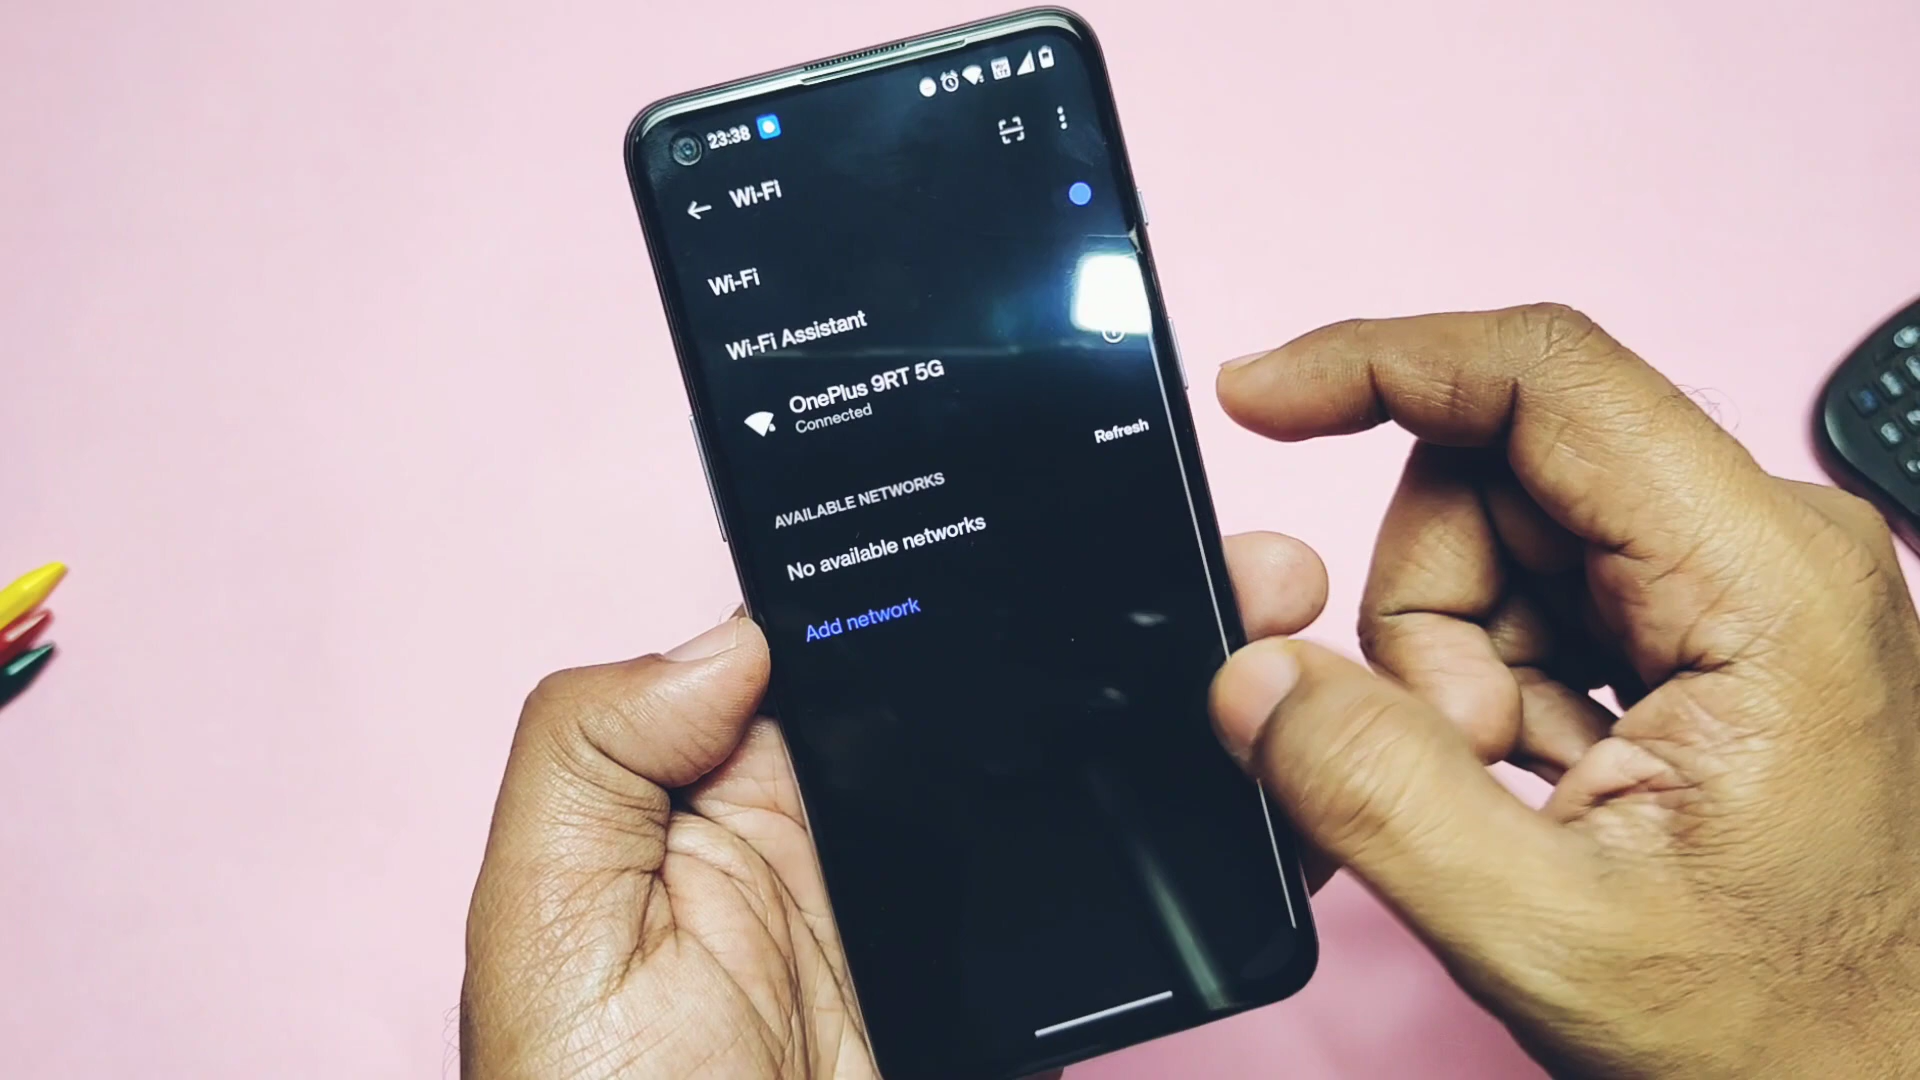 23:38
Wi-Fi
Wi-Fi
Wi-Fi Assistant
OnePlus 9RT 5G
Connected
Refresh
AVAILABLE NETWORKS
No available networks
Add network